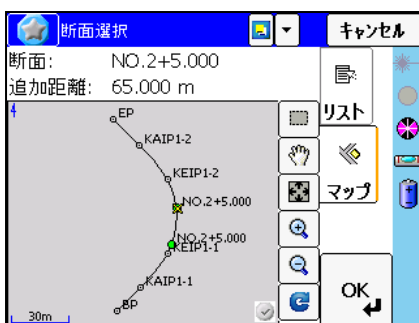 断面選択
キャンセル
断面:
NO.2+5.000
追加距離:
65.000 m
リスト
マップ
OK
4
EP
KAIP1-2
KEIP1-2
NO.2+5.000
NO.2+5.000
KEIP1-1
KAIP1-1
BP
30m